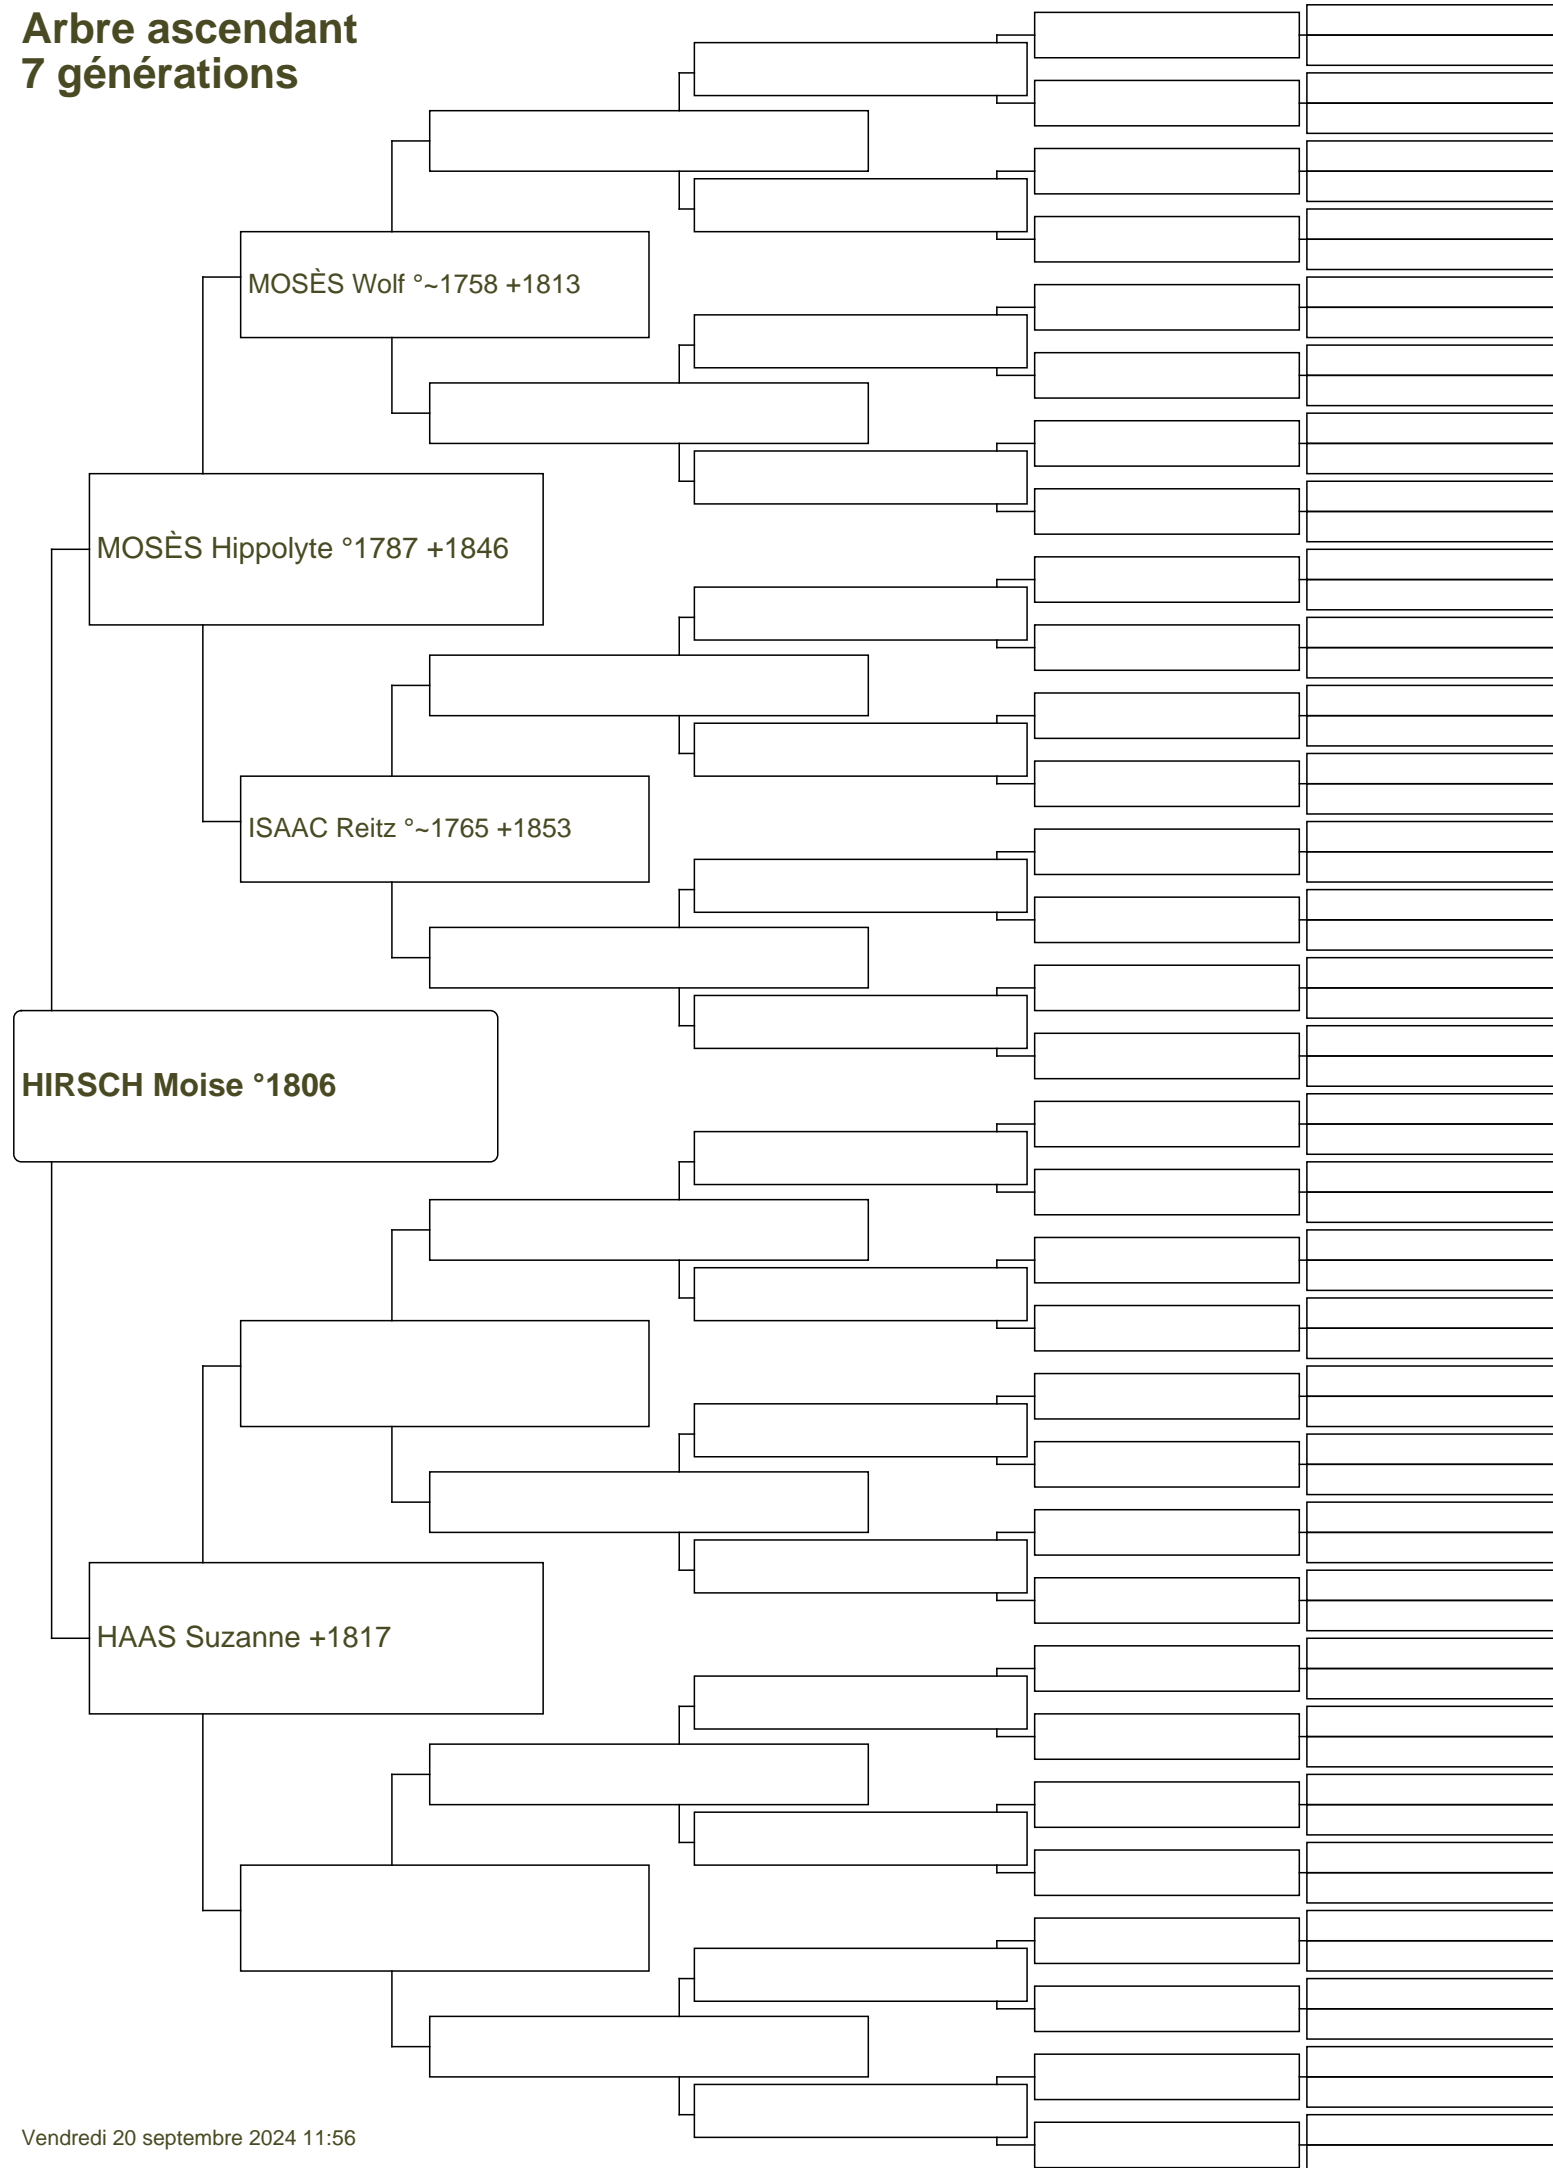 Arbre ascendant
7 générations
MOSÈS Wolf °~1758 +1813
MOSÈS Hippolyte °1787 +1846
ISAAC Reitz °~1765 +1853
HIRSCH Moise °1806
HAAS Suzanne +1817
Vendredi 20 septembre 2024 11:56